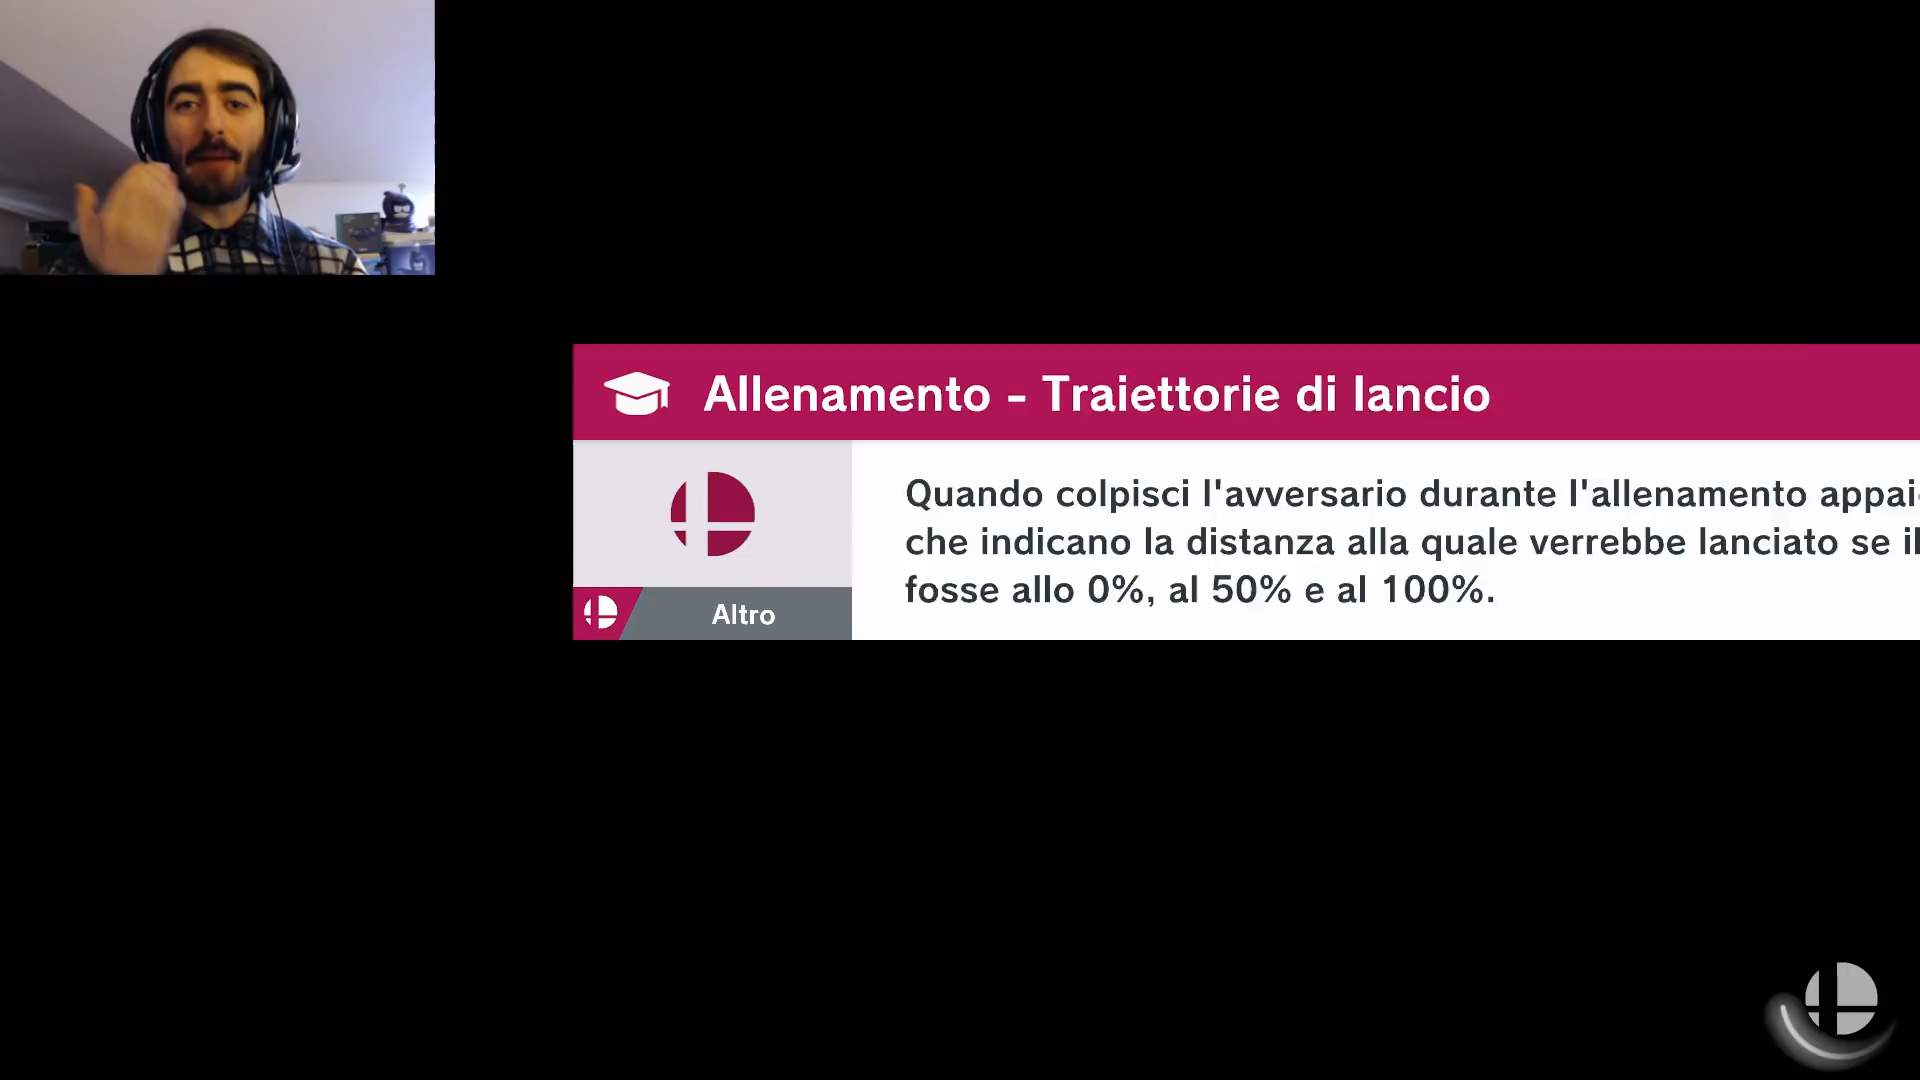 Allenamento - Traiettorie di lancio
Quando colpisci l'avversario durante l'allenamento
che indicano la distanza alla quale verrebbe lanciato se il
fosse allo 0%, al 50% e al 100%.
Altro